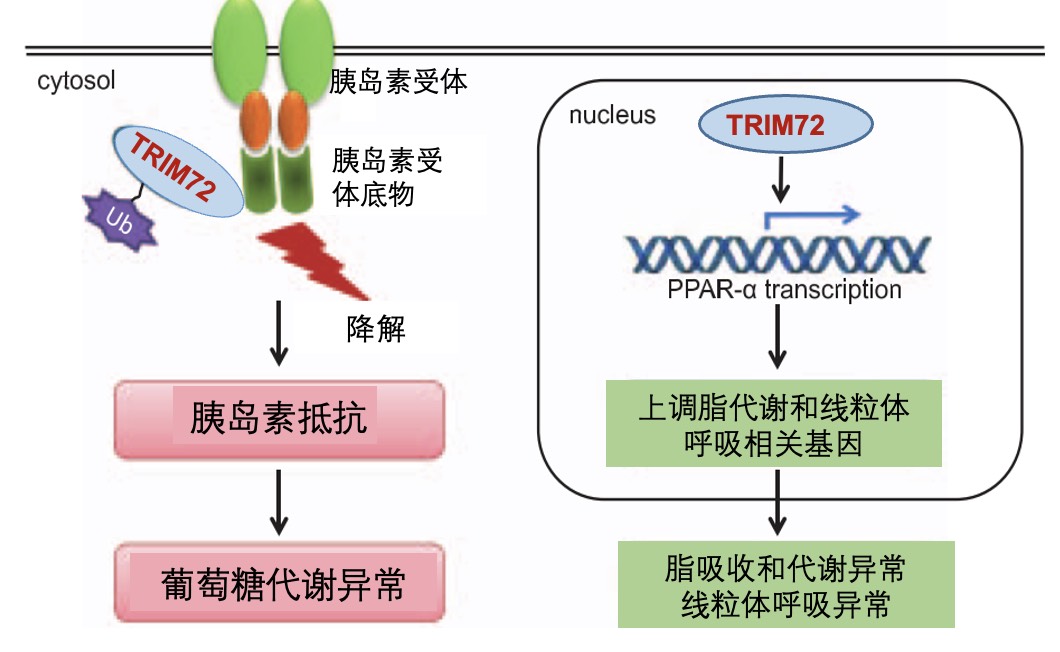 cytosol
胰岛素受体
TRIM72
Ub
胰岛素受
体底物
降解
胰岛素抵抗
葡萄糖代谢异常
nucleus
TRIM72
PPAR-α transcription
上调脂代谢和线粒体
呼吸相关基因
脂吸收和代谢异常
线粒体呼吸异常